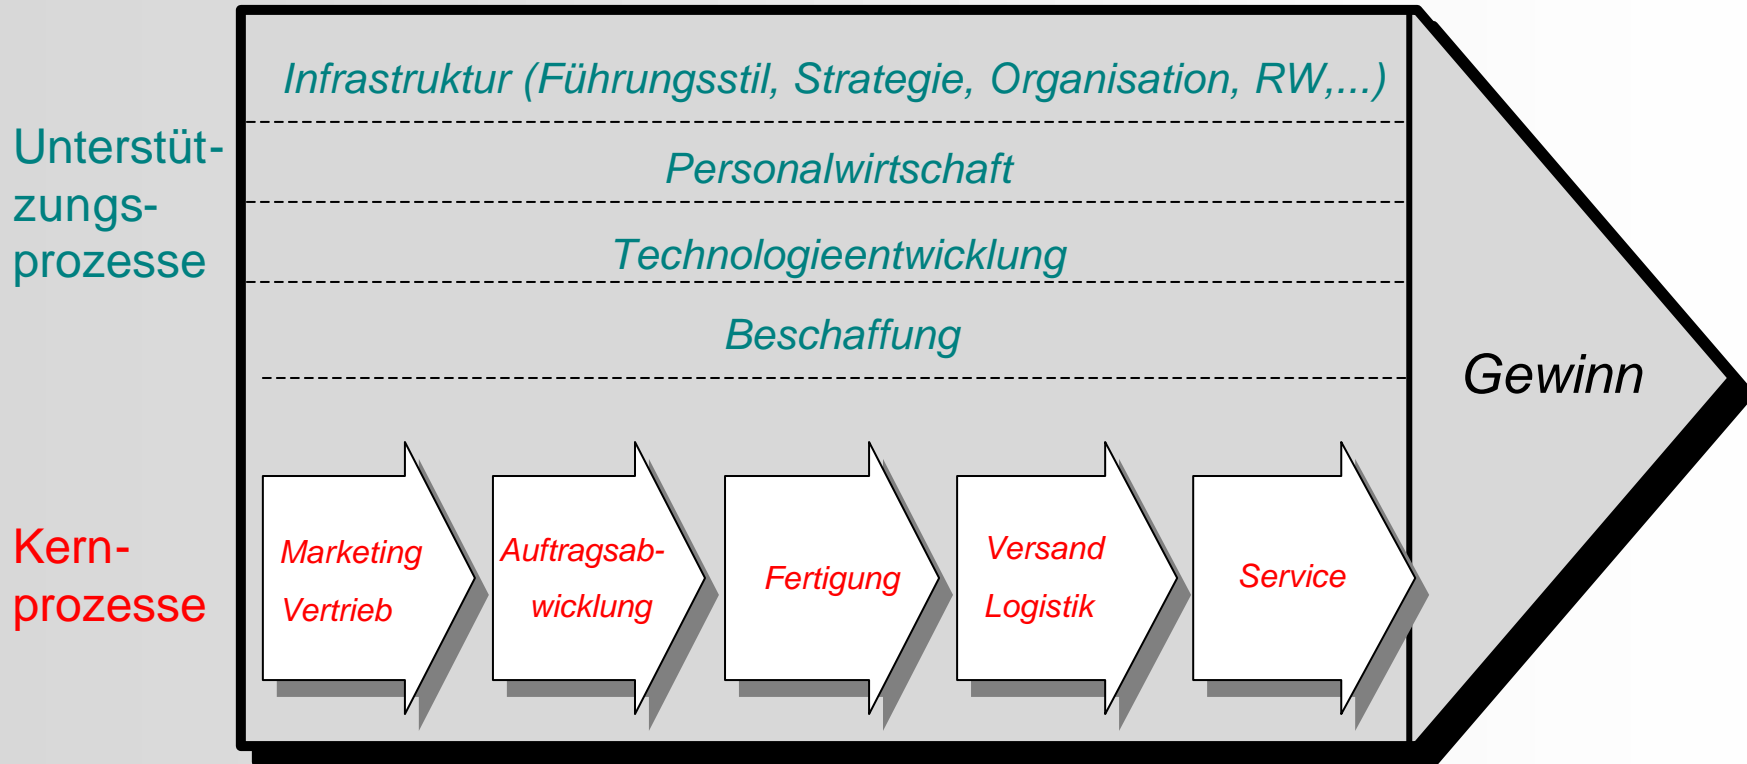 Unterstüt-
zungs-
prozesse
Infrastruktur (Führungsstil, Strategie, Organisation, RW,...)
Personalwirtschaft
Technologieentwicklung
Beschaffung
Gewinn
Kern-
prozesse
Marketing
Vertrieb
Auftragsab-
wicklung
Fertigung
Versand
Logistik
Service